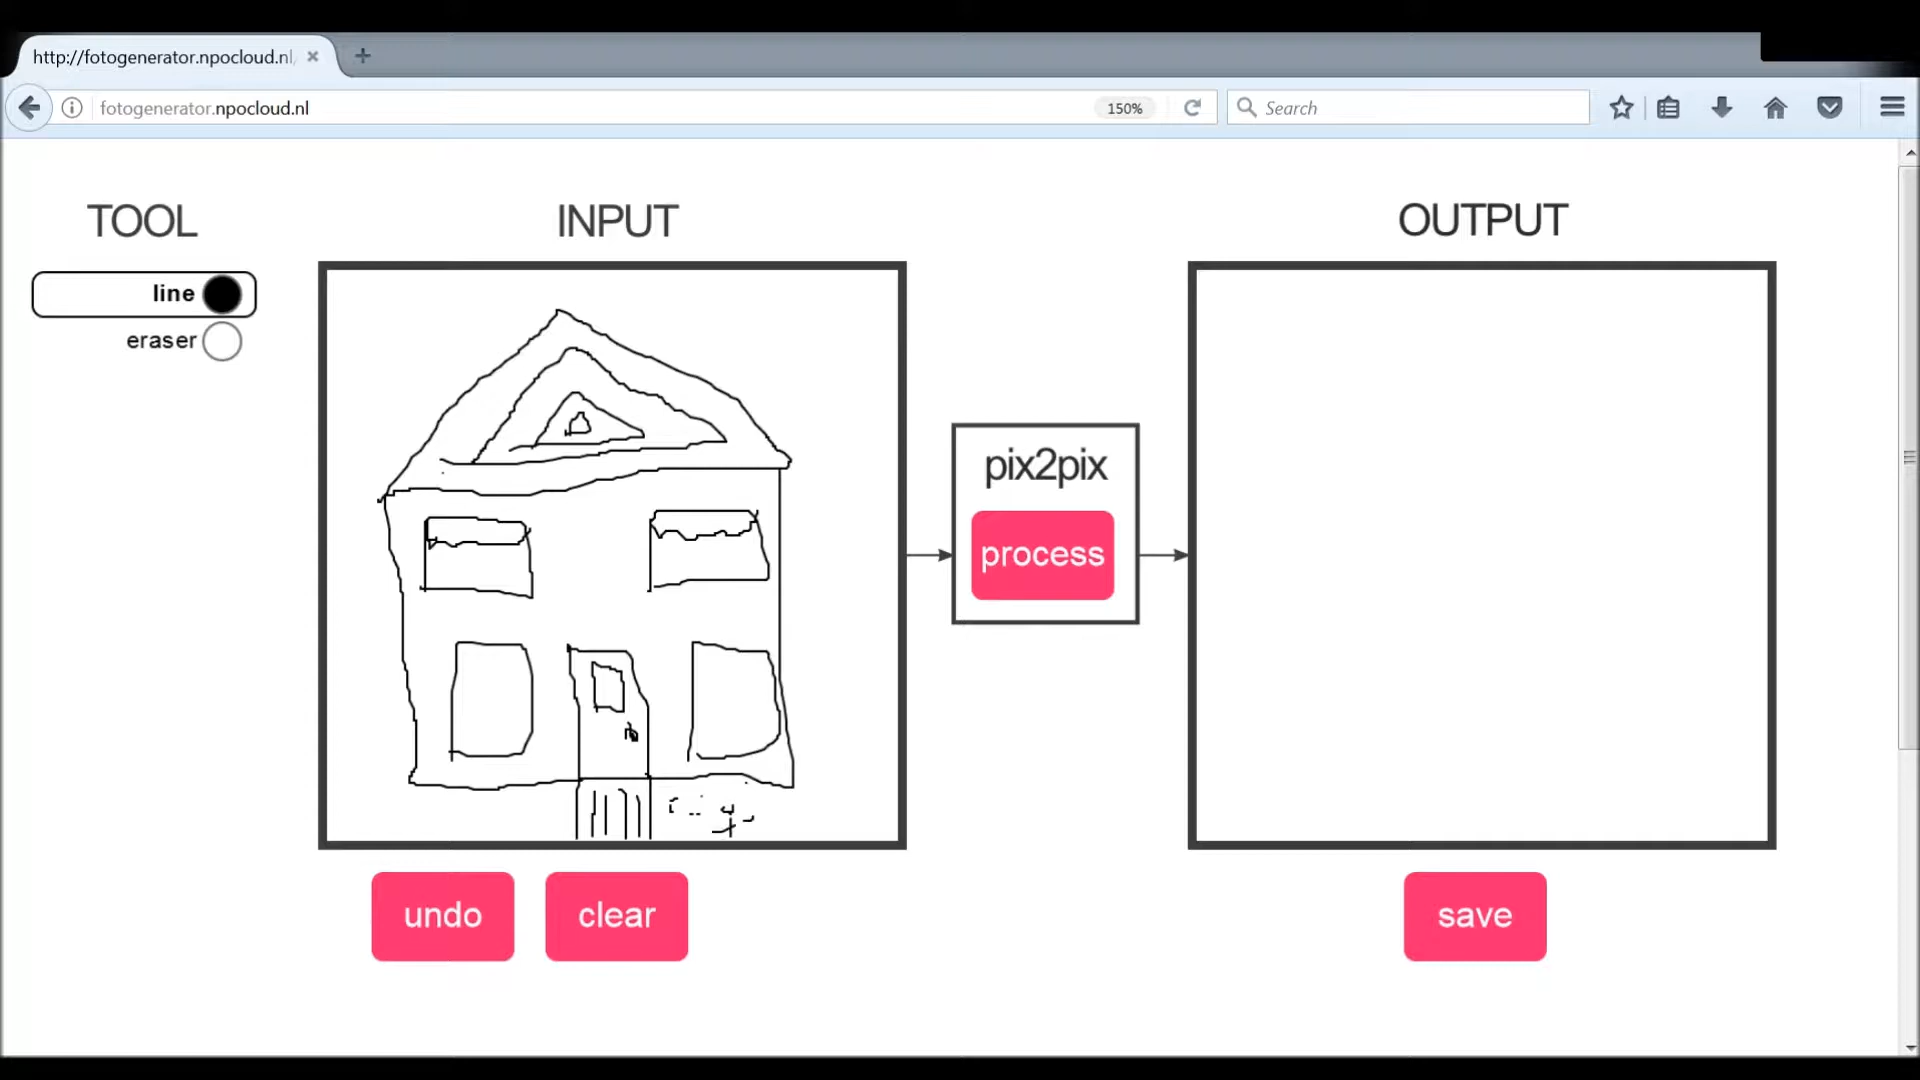 http://fotogenerator.npocloud.nl/
fotogenerator.npocloud.nl
150%
Search
TOOL
INPUT
OUTPUT
line
eraser
pix2pix
process
undo
clear
save